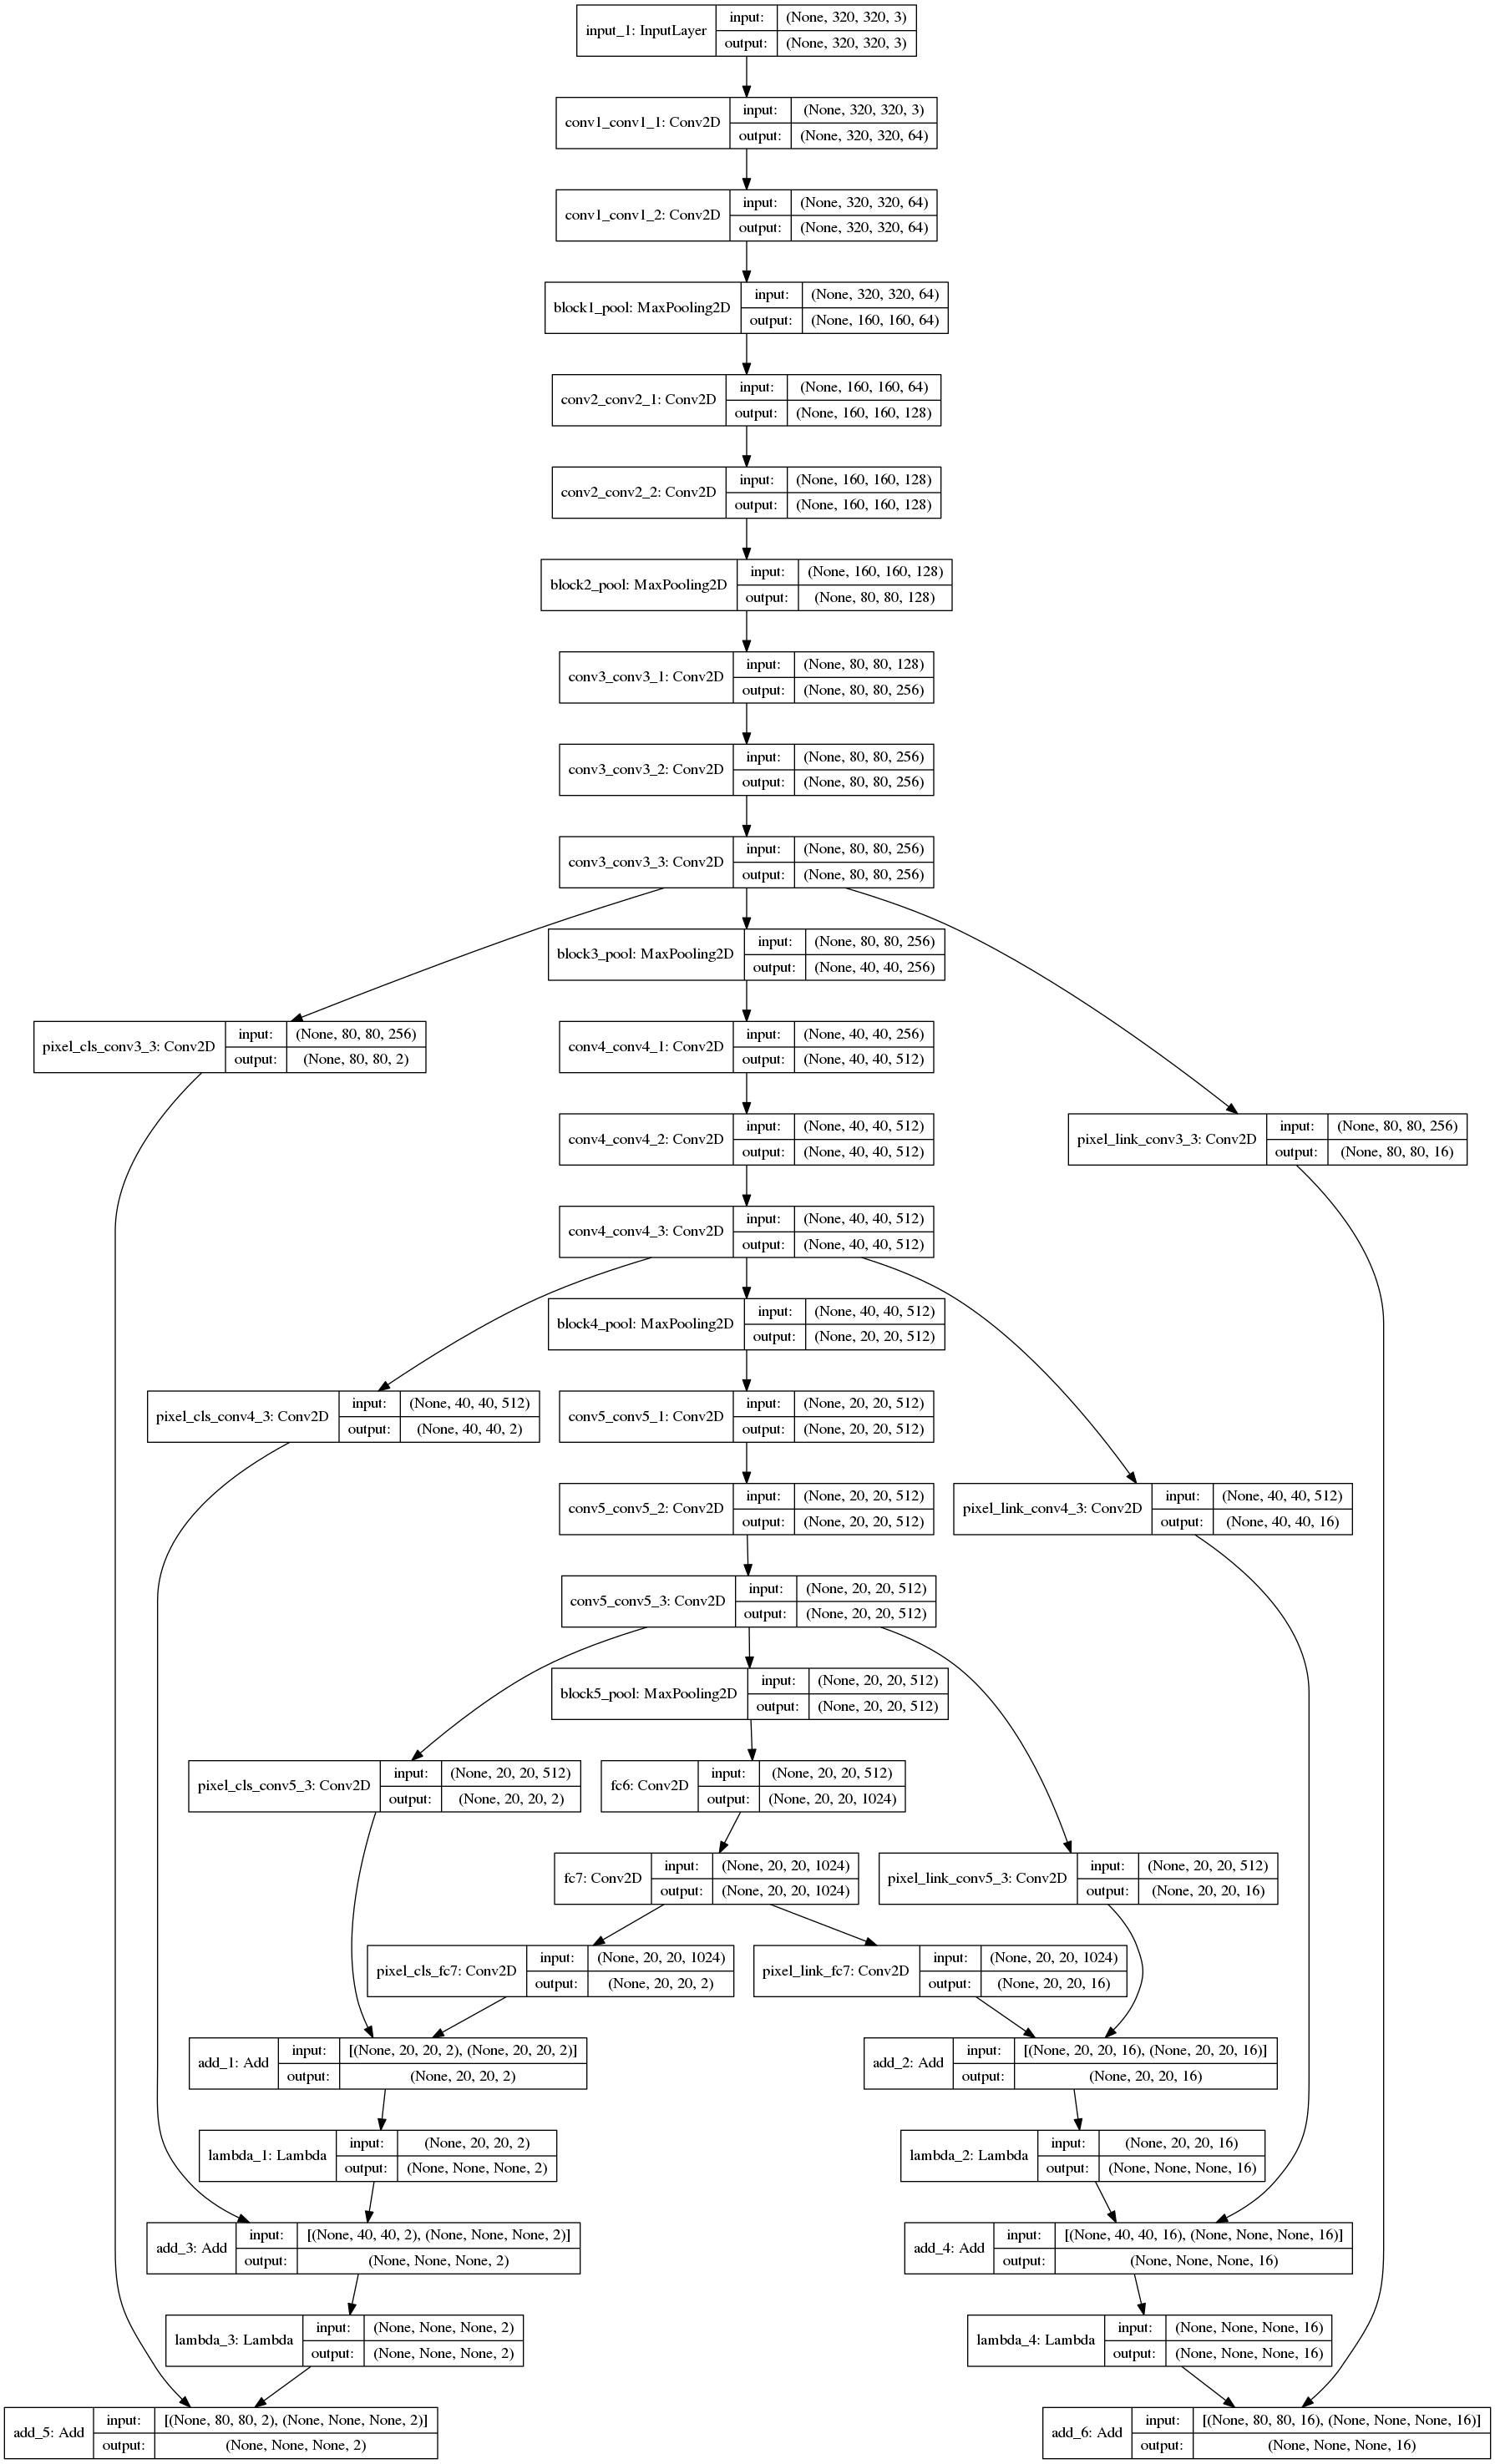 input_1: InputLayer
input: (None, 320, 320, 3)
output: (None, 320, 320, 3)
conv1_conv1_1: Conv2D
input: (None, 320, 320, 3)
output: (None, 320, 320, 64)
conv1_conv1_2: Conv2D
input: (None, 320, 320, 64)
output: (None, 320, 320, 64)
block1_pool: MaxPooling2D
input: (None, 320, 320, 64)
output: (None, 160, 160, 64)
conv2_conv2_1: Conv2D
input: (None, 160, 160, 64)
output: (None, 160, 160, 128)
conv2_conv2_2: Conv2D
input: (None, 160, 160, 128)
output: (None, 160, 160, 128)
block2_pool: MaxPooling2D
input: (None, 160, 160, 128)
output: (None, 80, 80, 128)
conv3_conv3_1: Conv2D
input: (None, 80, 80, 128)
output: (None, 80, 80, 256)
conv3_conv3_2: Conv2D
input: (None, 80, 80, 256)
output: (None, 80, 80, 256)
conv3_conv3_3: Conv2D
input: (None, 80, 80, 256)
output: (None, 80, 80, 256)
block3_pool: MaxPooling2D
input: (None, 80, 80, 256)
output: (None, 40, 40, 256)
pixel_cls_conv3_3: Conv2D
input: (None, 80, 80, 256)
output: (None, 80, 80, 2)
conv4_conv4_1: Conv2D
input: (None, 40, 40, 256)
output: (None, 40, 40, 512)
conv4_conv4_2: Conv2D
input: (None, 40, 40, 512)
output: (None, 40, 40, 512)
pixel_link_conv3_3: Conv2D
input: (None, 80, 80, 256)
output: (None, 80, 80, 16)
conv4_conv4_3: Conv2D
input: (None, 40, 40, 512)
output: (None, 40, 40, 512)
block4_pool: MaxPooling2D
input: (None, 40, 40, 512)
output: (None, 20, 20, 512)
pixel_cls_conv4_3: Conv2D
input: (None, 40, 40, 512)
output: (None, 40, 40, 2)
conv5_conv5_1: Conv2D
input: (None, 20, 20, 512)
output: (None, 20, 20, 512)
conv5_conv5_2: Conv2D
input: (None, 20, 20, 512)
output: (None, 20, 20, 512)
pixel_link_conv4_3: Conv2D
input: (None, 40, 40, 512)
output: (None, 40, 40, 16)
conv5_conv5_3: Conv2D
input: (None, 20, 20, 512)
output: (None, 20, 20, 512)
block5_pool: MaxPooling2D
input: (None, 20, 20, 512)
output: (None, 20, 20, 512)
pixel_cls_conv5_3: Conv2D
input: (None, 20, 20, 512)
output: (None, 20, 20, 2)
fc6: Conv2D
input: (None, 20, 20, 512)
output: (None, 20, 20, 1024)
fc7: Conv2D
input: (None, 20, 20, 1024)
output: (None, 20, 20, 1024)
pixel_link_conv5_3: Conv2D
input: (None, 20, 20, 512)
output: (None, 20, 20, 16)
pixel_cls_fc7: Conv2D
input: (None, 20, 20, 1024)
output: (None, 20, 20, 2)
pixel_link_fc7: Conv2D
input: (None, 20, 20, 1024)
output: (None, 20, 20, 16)
add_1: Add
input: [(None, 20, 20, 2), (None, 20, 20, 2)]
output: (None, 20, 20, 2)
add_2: Add
input: [(None, 20, 20, 16), (None, 20, 20, 16)]
output: (None, 20, 20, 16)
lambda_1: Lambda
input: (None, 20, 20, 2)
output: (None, None, None, 2)
lambda_2: Lambda
input: (None, 20, 20, 16)
output: (None, None, None, 16)
add_3: Add
input: [(None, 40, 40, 2), (None, None, None, 2)]
output: (None, None, None, 2)
add_4: Add
input: [(None, 40, 40, 16), (None, None, None, 16)]
output: (None, None, None, 16)
lambda_3: Lambda
input: (None, None, None, 2)
output: (None, None, None, 2)
lambda_4: Lambda
input: (None, None, None, 16)
output: (None, None, None, 16)
add_5: Add
input: [(None, 80, 80, 2), (None, None, None, 2)]
output: (None, None, None, 2)
add_6: Add
input: [(None, 80, 80, 16), (None, None, None, 16)]
output: (None, None, None, 16)